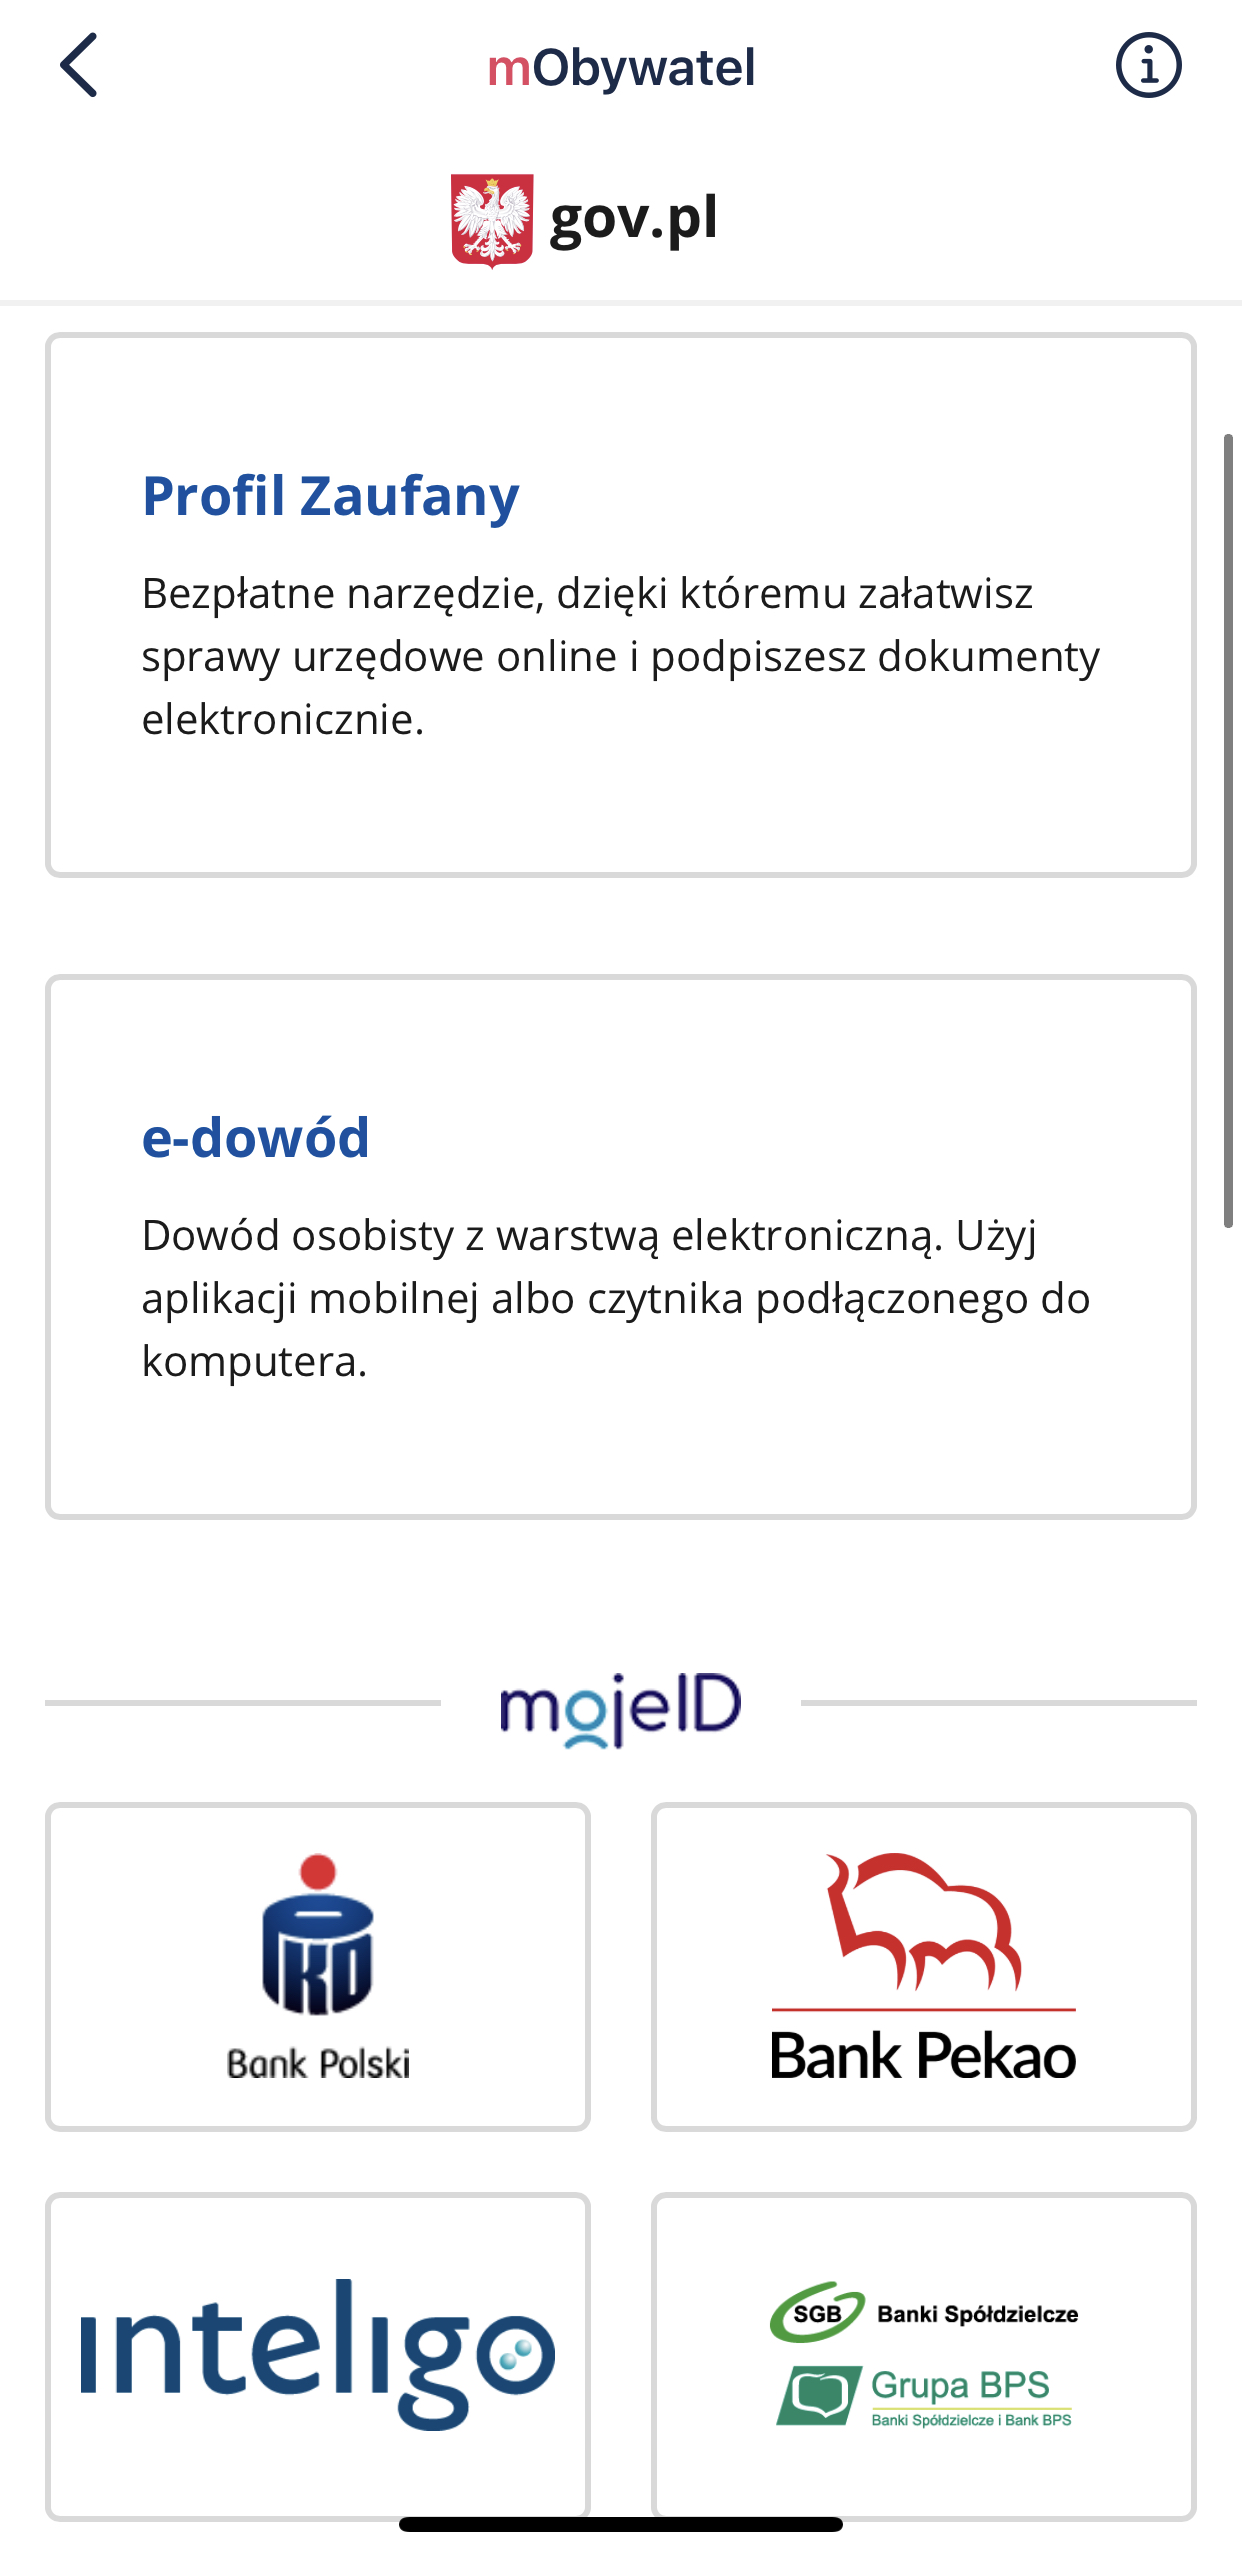 mObywatel
gov.pl
Profil Zaufany
Bezpłatne narzędzie, dzięki któremu załatwisz
sprawy urzędowe online i podpiszesz dokumenty
elektronicznie.
e-dowód
Dowód osobisty z warstwą elektroniczną. Użyj
aplikacji mobilnej albo czytnika podłączonego do
komputera.
mojeID
PKO
Bank Polski
Bank Pekao
inteligo
SGB Banki Spółdzielcze
Grupa BPS
Banki Spółdzielcze i Bank BPS